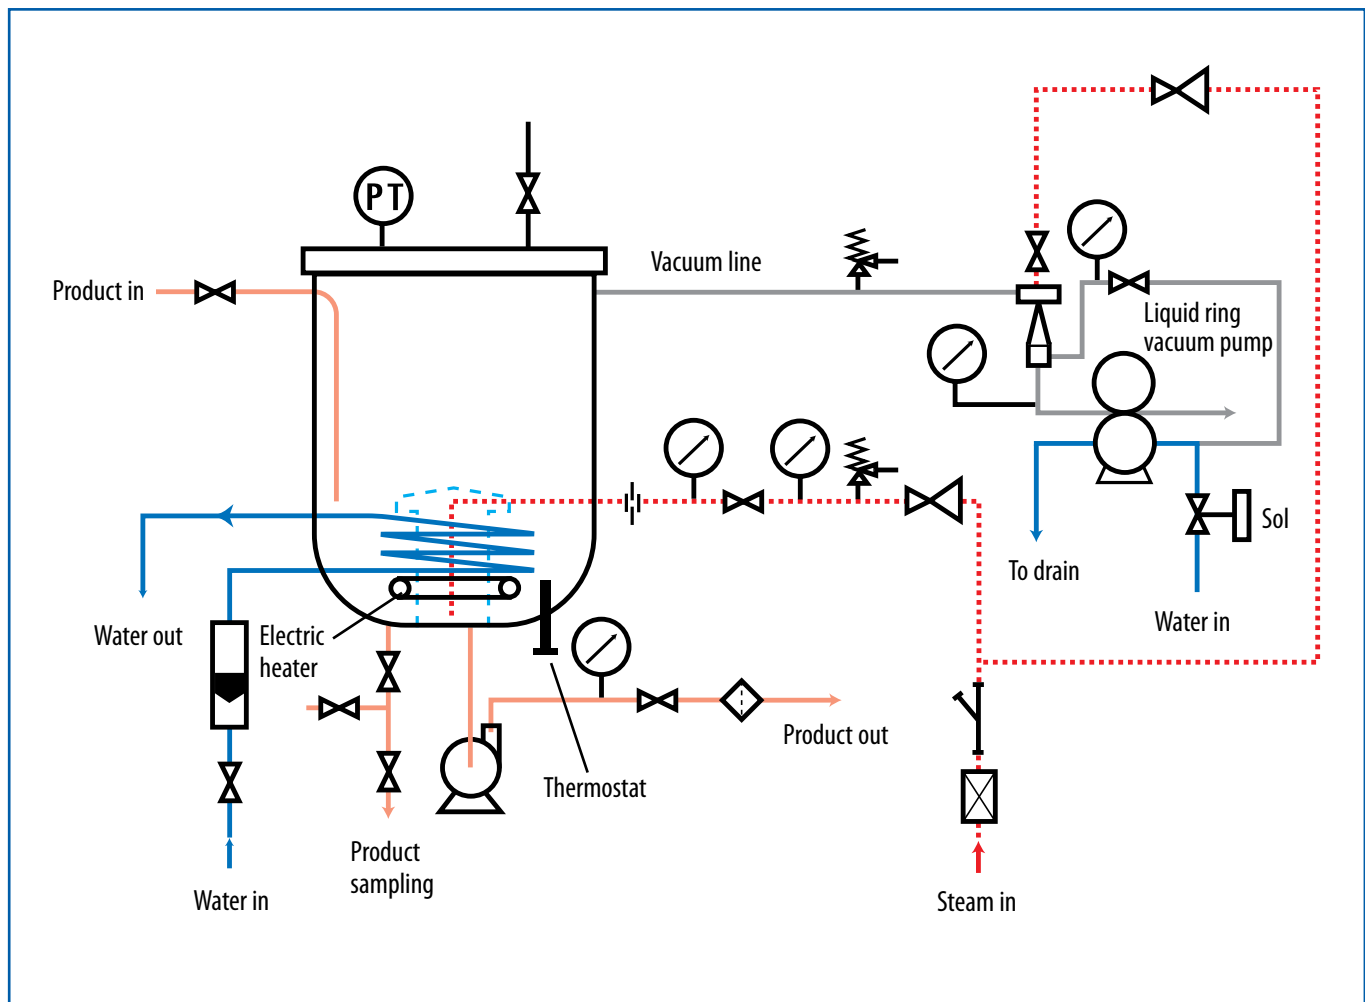 PT
Product in
Vacuum line
Liquid ring
vacuum pump
Sol
To drain
Water in
Water out
Electric
heater
Thermostat
Product out
Product
sampling
Water in
Steam in